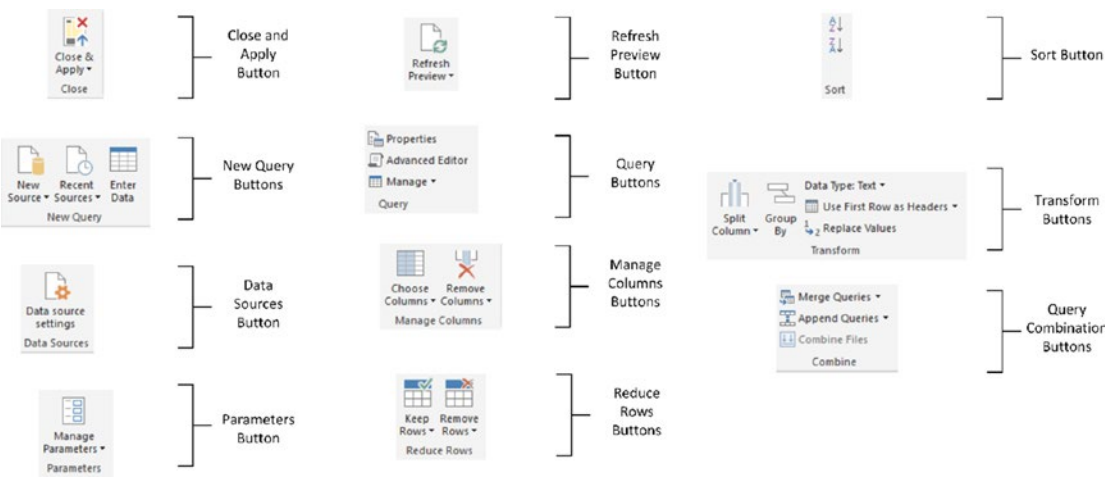 Close &
Apply
Close
Close and
Apply
Button
New
Source
Recent
Sources
Enter
Data
New Query
New Query
Buttons
Data source
settings
Data Sources
Data
Sources
Button
Manage
Parameters
Parameters
Parameters
Button
Refresh
Preview
Refresh
Preview
Button
Properties
Advanced Editor
Manage
Query
Query
Buttons
Choose
Columns
Remove
Columns
Manage Columns
Manage
Columns
Buttons
Keep
Rows
Remove
Rows
Reduce Rows
Reduce
Rows
Buttons
A
Z
Z
A
Sort
Sort Button
Split
Column
Group
By
Data Type: Text
Use First Row as Headers
1
2
Replace Values
Transform
Transform
Buttons
Merge Queries
Append Queries
Combine Files
Combine
Query
Combination
Buttons